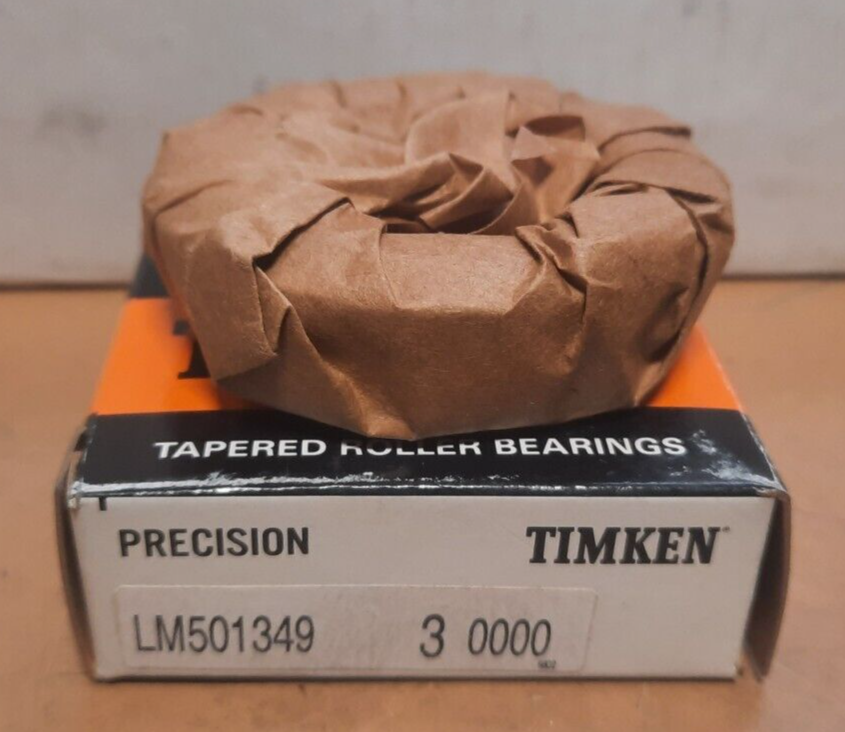 TAPERED ROLLER BEARINGS
PRECISION
TIMKEN
LM501349 3 0000